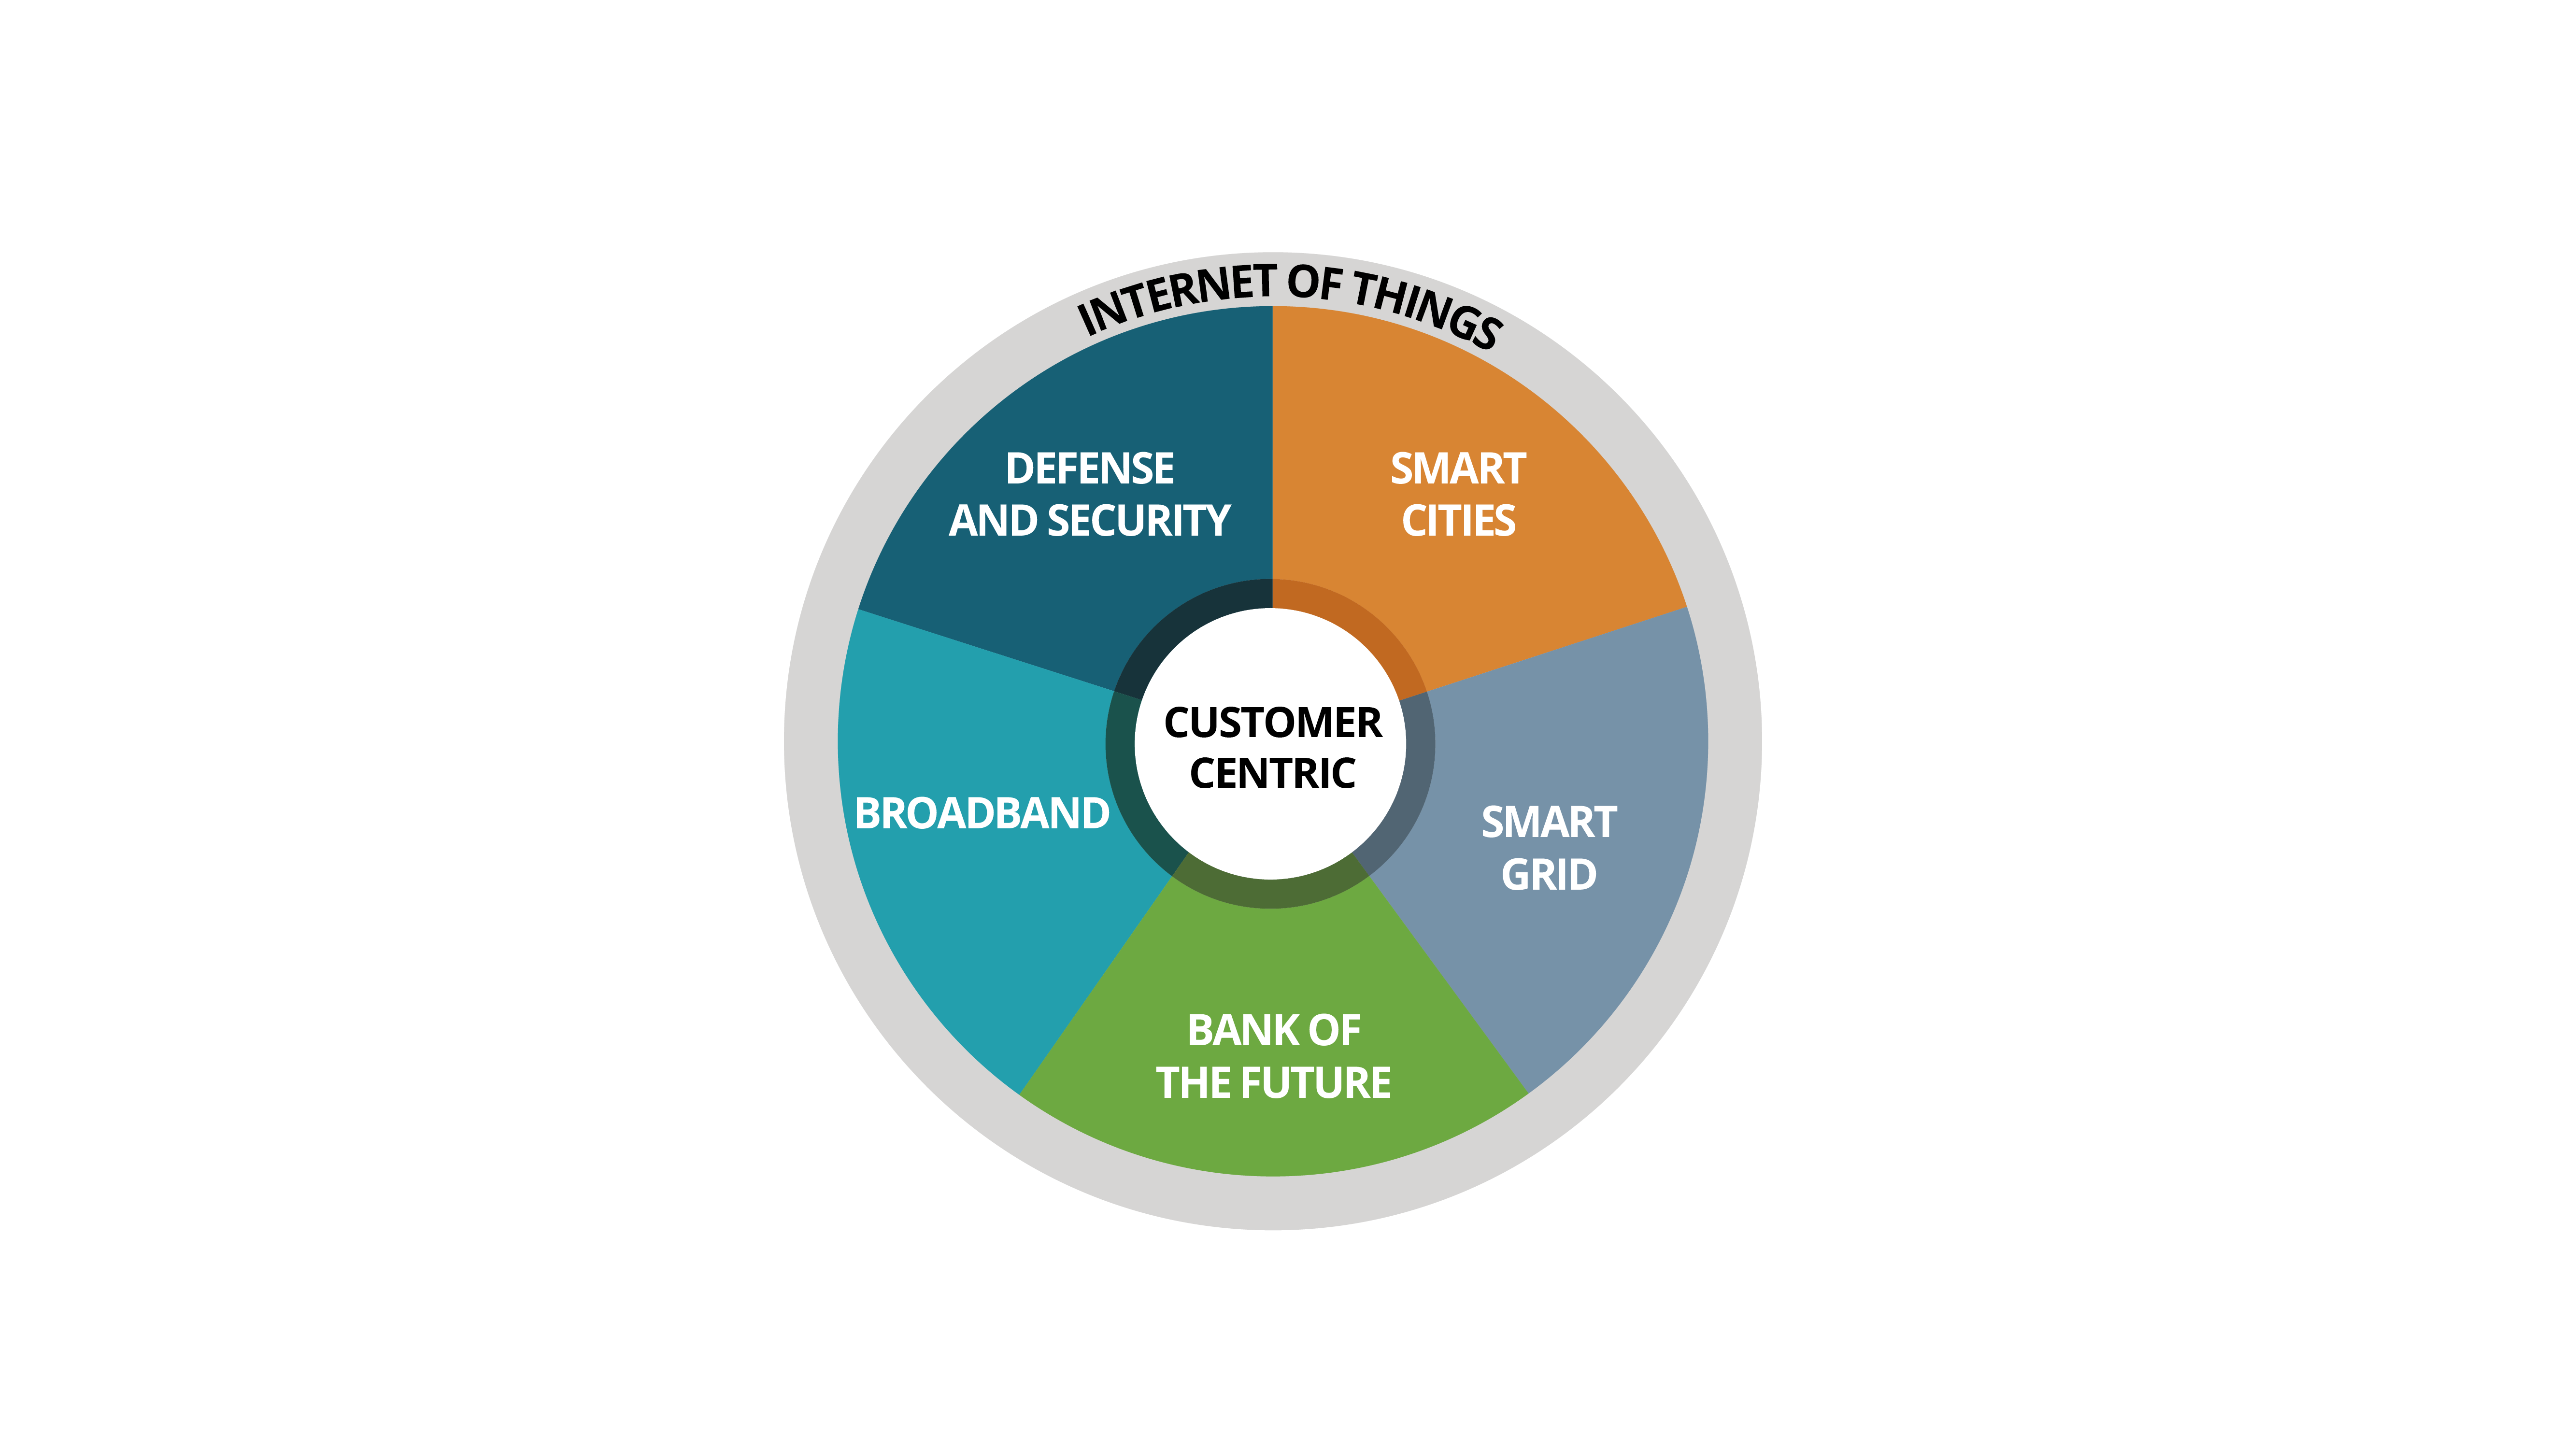 INTERNET OF THINGS
DEFENSE
AND SECURITY
SMART
CITIES
CUSTOMER
CENTRIC
BROADBAND
SMART
GRID
BANK OF
THE FUTURE